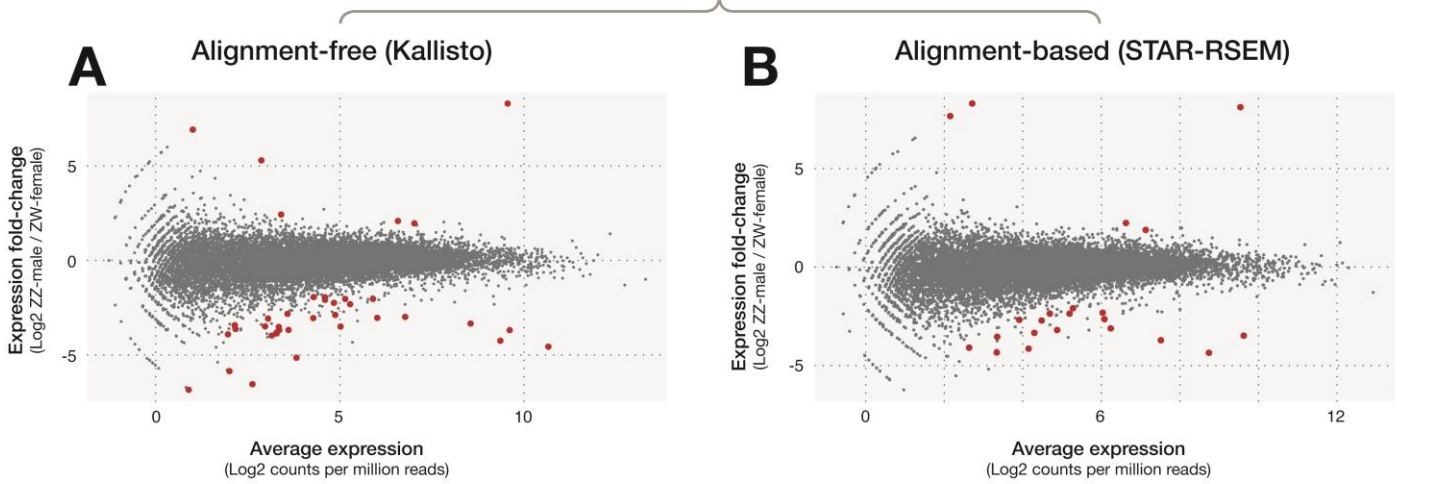 A
Alignment-free (Kallisto)
Expression fold-change
(Log2 ZZ-male / ZW-female)
5
0
-5
0
5
10
Average expression
(Log2 counts per million reads)
B
Alignment-based (STAR-RSEM)
Expression fold-change
(Log2 ZZ-male / ZW-female)
5
0
-5
0
6
12
Average expression
(Log2 counts per million reads)